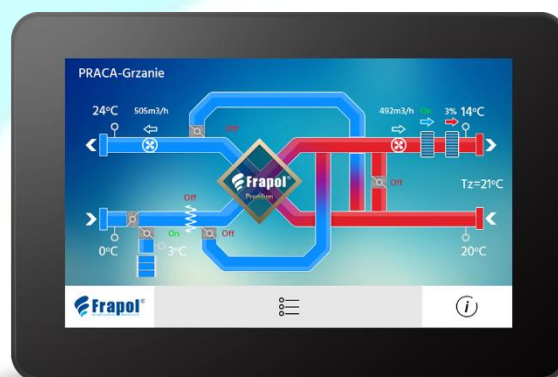 PRACA-Grzanie
24°C
505m3/h
Off
492m3/h
On
3%
14°C
Frapol®
Premium
Off
Tz=21°C
Off
On
Off
0°C
3°C
20°C
Frapol®
i